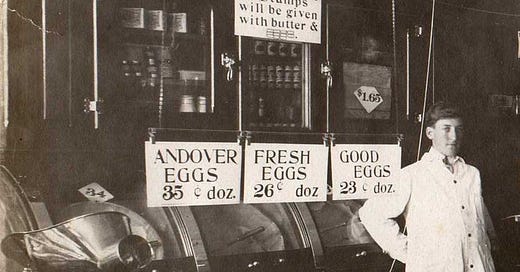 stamps
will be given
with butter &
$1.65
ANDOVER
EGGS
35 ¢ doz.
FRESH
EGGS
26¢ doz
GOOD
EGGS
23 ¢ doz.
34